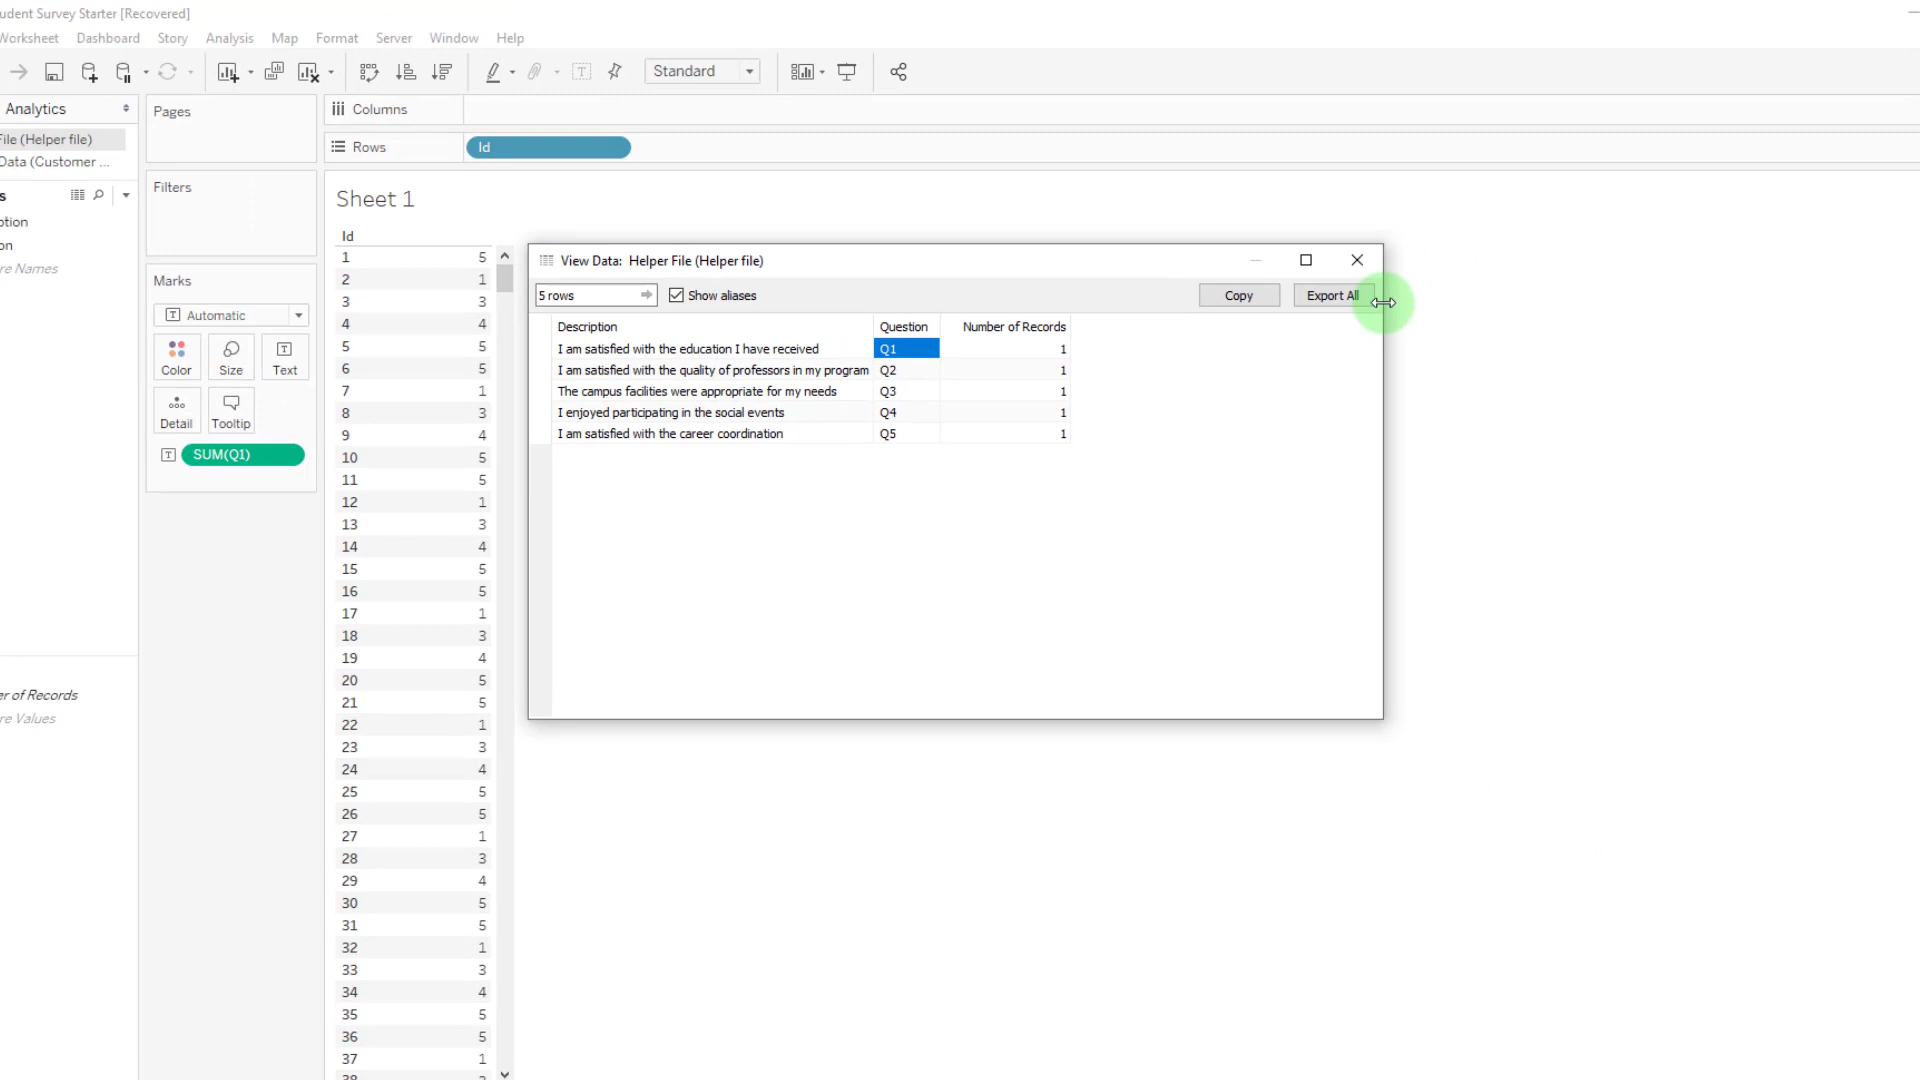 udent Survey Starter [Recovered]
Worksheet Dashboard Story Analysis Map Format Server Window Help
Standard
Analytics
File (Helper file)
Data (Customer ...
s
ption
on
re Names
er of Records
re Values
Pages
Filters
Marks
Automatic
Color Size Text
Detail Tooltip
SUM(Q1)
Columns
Rows Id
Sheet 1
Id
1 5
2 1
3 3
4 4
5 5
6 5
7 1
8 3
9 4
10 5
11 5
12 1
13 3
14 4
15 5
16 5
17 1
18 3
19 4
20 5
21 5
22 1
23 3
24 4
25 5
26 5
27 1
28 3
29 4
30 5
31 5
32 1
33 3
34 4
35 5
36 5
37 1
View Data: Helper File (Helper file)
5 rows Show aliases Copy Export All
Description Question Number of Records
I am satisfied with the education I have received Q1 1
I am satisfied with the quality of professors in my program Q2 1
The campus facilities were appropriate for my needs Q3 1
I enjoyed participating in the social events Q4 1
I am satisfied with the career coordination Q5 1